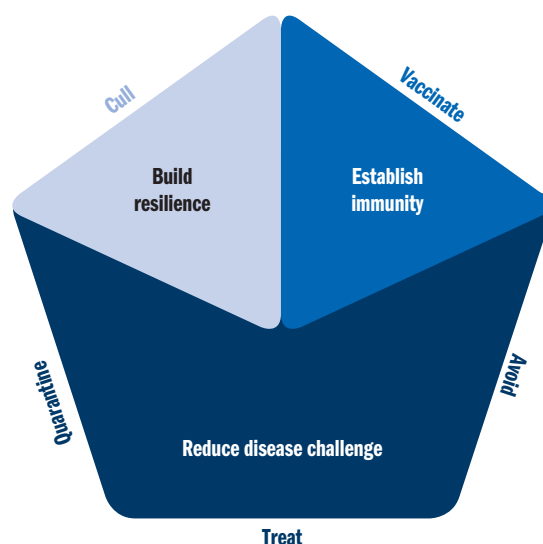 Cull
Vaccinate
Build
resilience
Establish
immunity
Quarantine
Avoid
Reduce disease challenge
Treat